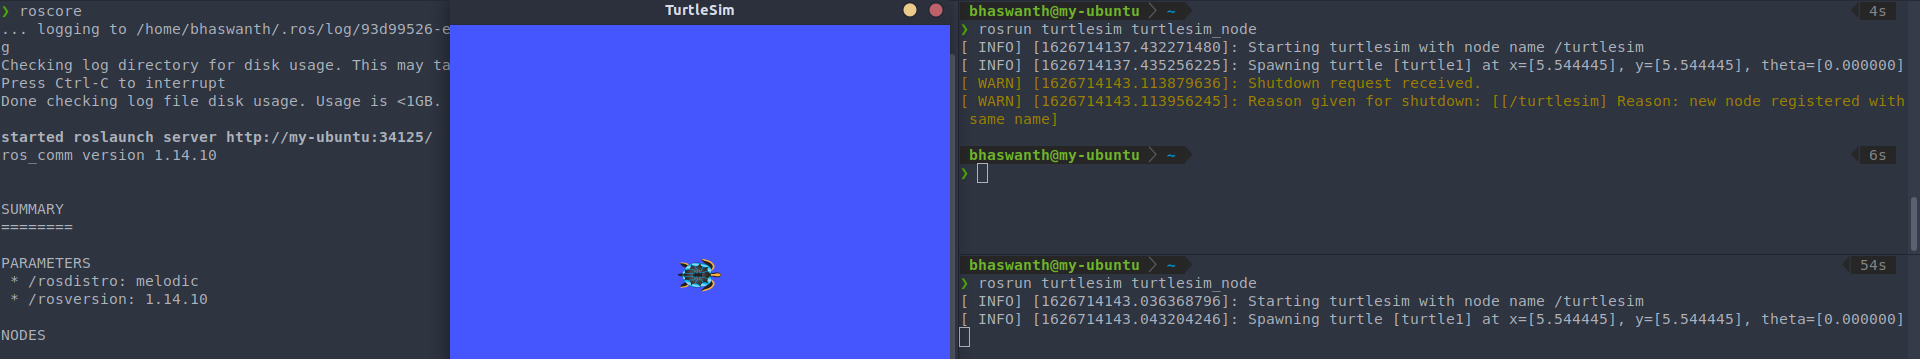 ❯ roscore
... logging to /home/bhaswanth/.ros/log/93d99526-e
g
Checking log directory for disk usage. This may ta
Press Ctrl-C to interrupt
Done checking log file disk usage. Usage is <1GB.
started roslaunch server http://my-ubuntu:34125/
ros_comm version 1.14.10
SUMMARY
========
PARAMETERS
* /rosdistro: melodic
* /rosversion: 1.14.10
NODES
TurtleSim
bhaswanth@my-ubuntu ~ 4s
❯ rosrun turtlesim turtlesim_node
[ INFO] [1626714137.432271480]: Starting turtlesim with node name /turtlesim
[ INFO] [1626714137.435256225]: Spawning turtle [turtle1] at x=[5.544445], y=[5.544445], theta=[0.000000]
[ WARN] [1626714143.113879636]: Shutdown request received.
[ WARN] [1626714143.113956245]: Reason given for shutdown: [[/turtlesim] Reason: new node registered with
same name]
bhaswanth@my-ubuntu ~ 6s
❯
bhaswanth@my-ubuntu ~ 54s
❯ rosrun turtlesim turtlesim_node
[ INFO] [1626714143.036368796]: Starting turtlesim with node name /turtlesim
[ INFO] [1626714143.043204246]: Spawning turtle [turtle1] at x=[5.544445], y=[5.544445], theta=[0.000000]